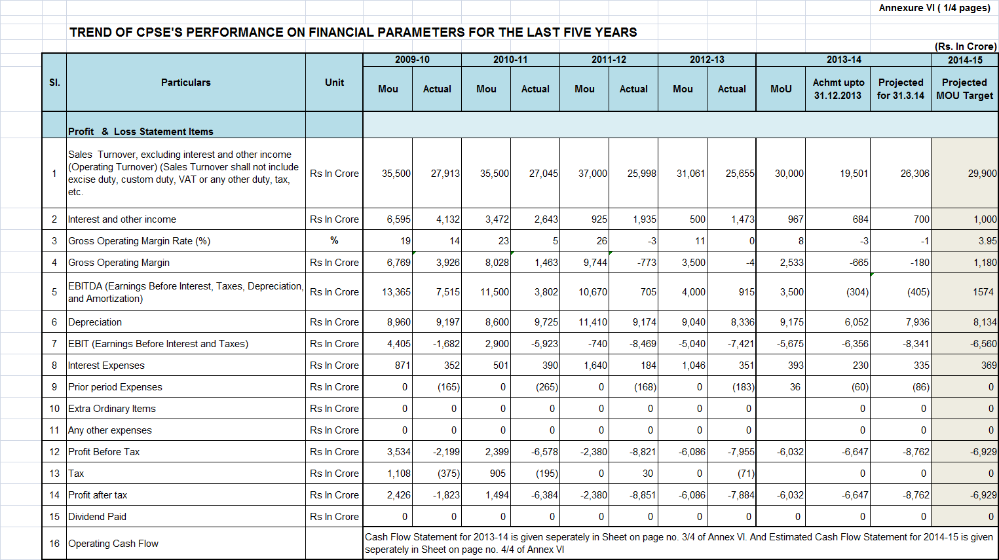 Annexure VI ( 1/4 pages)
TREND OF CPSE'S PERFORMANCE ON FINANCIAL PARAMETERS FOR THE LAST FIVE YEARS
(Rs. In Crore)
Sl. Particulars Unit 2009-10 2010-11 2011-12 2012-13 2013-14 2014-15
Mou Actual Mou Actual Mou Actual Mou Actual MoU Achmt upto 31.12.2013 Projected for 31.3.14 Projected MOU Target
Profit & Loss Statement Items
1 Sales Turnover, excluding interest and other income
(Operating Turnover) (Sales Turnover shall not include
excise duty, custom duty, VAT or any other duty, tax,
etc. Rs In Crore 35,500 27,913 35,500 27,045 37,000 25,998 31,061 25,655 30,000 19,501 26,306 29,900
2 Interest and other income Rs In Crore 6,595 4,132 3,472 2,643 925 1,935 500 1,473 967 684 700 1,000
3 Gross Operating Margin Rate (%) % 19 14 23 5 26 -3 11 0 8 -3 -1 3.95
4 Gross Operating Margin Rs In Crore 6,769 3,926 8,028 1,463 9,744 -773 3,500 -4 2,533 -665 -180 1,180
5 EBITDA (Earnings Before Interest, Taxes, Depreciation,
and Amortization) Rs In Crore 13,365 7,515 11,500 3,802 10,670 705 4,000 915 3,500 (304) (405) 1574
6 Depreciation Rs In Crore 8,960 9,197 8,600 9,725 11,410 9,174 9,040 8,336 9,175 6,052 7,936 8,134
7 EBIT (Earnings Before Interest and Taxes) Rs In Crore 4,405 -1,682 2,900 -5,923 -740 -8,469 -5,040 -7,421 -5,675 -6,356 -8,341 -6,560
8 Interest Expenses Rs In Crore 871 352 501 390 1,640 184 1,046 351 393 230 335 369
9 Prior period Expenses Rs In Crore 0 (165) 0 (265) 0 (168) 0 (183) 36 (60) (86) 0
10 Extra Ordinary Items Rs In Crore 0 0 0 0 0 0 0 0 0 0 0
11 Any other expenses Rs In Crore 0 0 0 0 0 0 0 0 0 0 0
12 Profit Before Tax Rs In Crore 3,534 -2,199 2,399 -6,578 -2,380 -8,821 -6,086 -7,955 -6,032 -6,647 -8,762 -6,929
13 Tax Rs In Crore 1,108 (375) 905 (195) 0 30 0 (71) 0 0 0
14 Profit after tax Rs In Crore 2,426 -1,823 1,494 -6,384 -2,380 -8,851 -6,086 -7,884 -6,032 -6,647 -8,762 -6,929
15 Dividend Paid Rs In Crore 0 0 0 0 0 0 0 0 0 0 0 0
16 Operating Cash Flow Cash Flow Statement for 2013-14 is given seperately in Sheet on page no. 3/4 of Annex VI. And Estimated Cash Flow Statement for 2014-15 is given
seperately in Sheet on page no. 4/4 of Annex VI